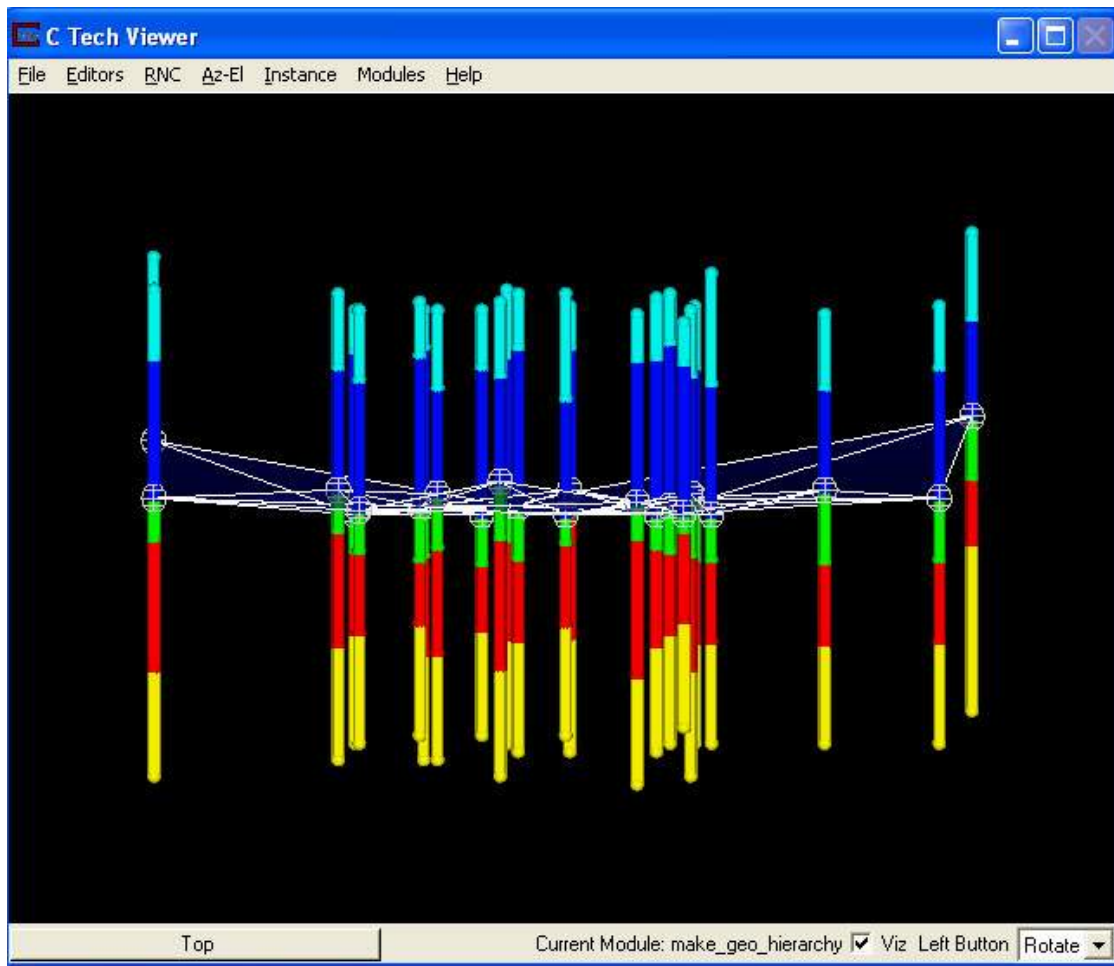 C Tech Viewer
File Editors RNC Az-El Instance Modules Help
Top Current Module: make_geo_hierarchy Viz Left Button Rotate